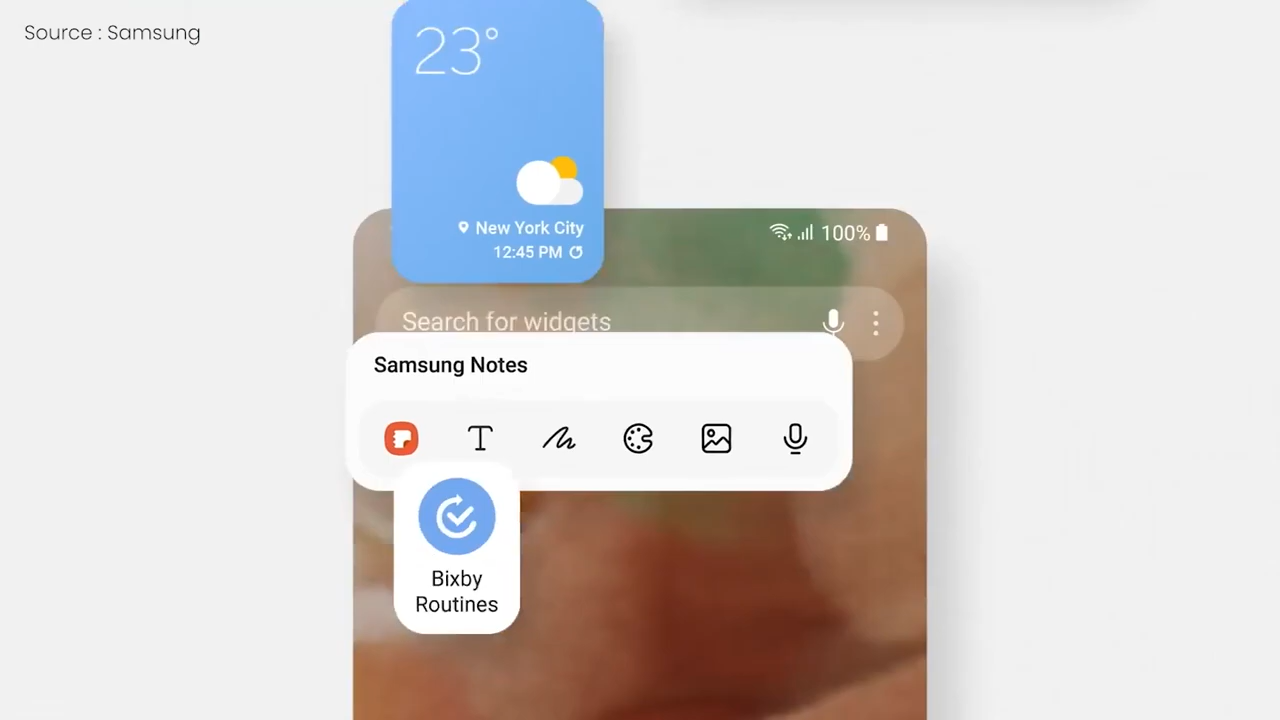 Source : Samsung
23°
New York City
12:45 PM
100%
Search for widgets
Samsung Notes
T
Bixby
Routines